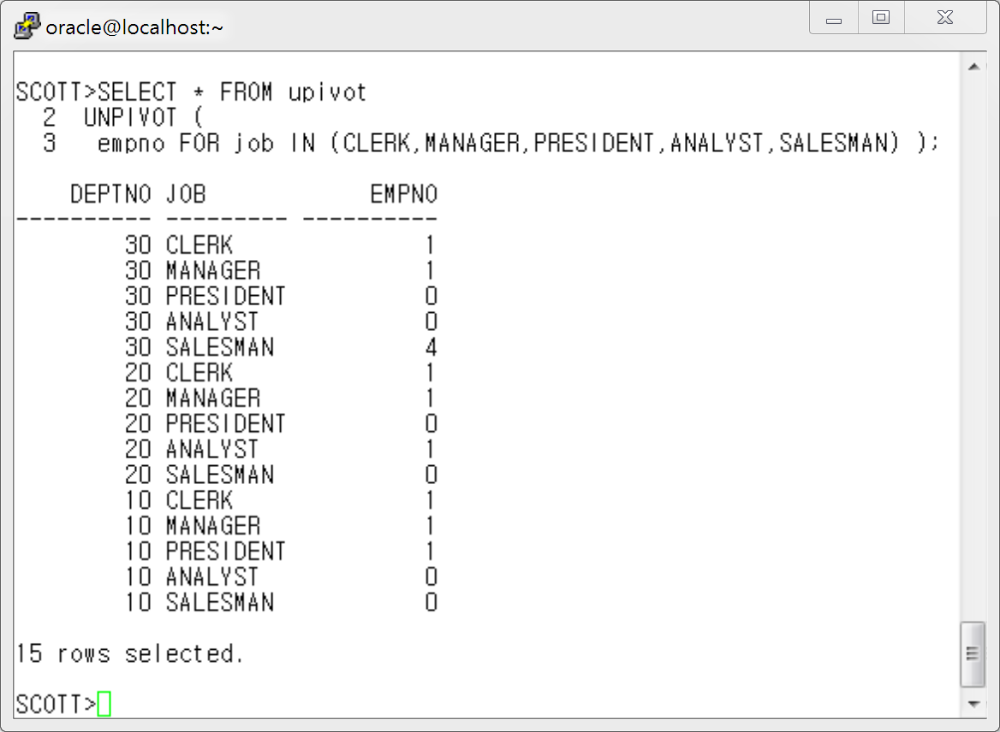 oracle@localhost:~
SCOTT>SELECT * FROM upivot
  2  UNPIVOT (
  3   empno FOR job IN (CLERK,MANAGER,PRESIDENT,ANALYST,SALESMAN) );
    DEPTNO JOB            EMPNO
---------- --------- ----------
        30 CLERK              1
        30 MANAGER            1
        30 PRESIDENT          0
        30 ANALYST            0
        30 SALESMAN           4
        20 CLERK              1
        20 MANAGER            1
        20 PRESIDENT          0
        20 ANALYST            1
        20 SALESMAN           0
        10 CLERK              1
        10 MANAGER            1
        10 PRESIDENT          1
        10 ANALYST            0
        10 SALESMAN           0
15 rows selected.
SCOTT>